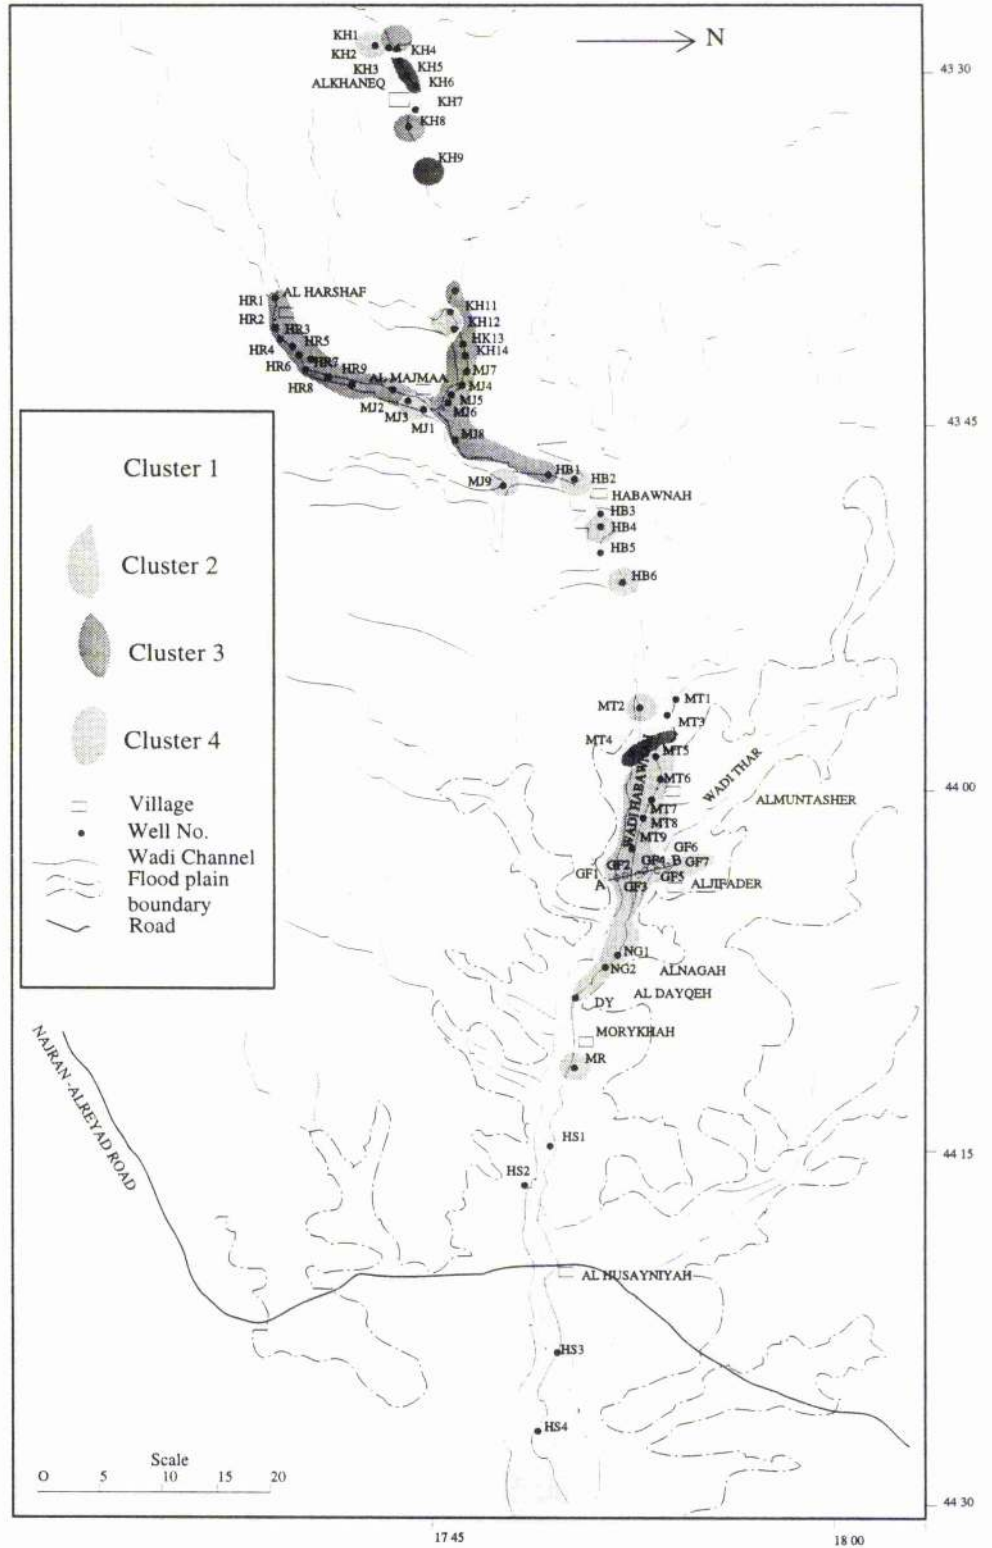 N
43 30
KH1
KH2
KH3
KH4
KH5
KH6
ALKHANEQ
KH7
KH8
KH9
HR1
AL HARSHAF
HR2
HR3
HR4
HR5
HR6
HR7
HR8
HR9
AL MAJMAA
KH11
KH12
HK13
KH14
MJ7
MJ4
MJ5
MJ6
MJ2
MJ3
MJ1
MJ8
43 45
HB1
HB2
MJ9
HABAWNAH
HB3
HB4
HB5
HB6
Cluster 1
Cluster 2
Cluster 3
Cluster 4
Village
Well No.
Wadi Channel
Flood plain
boundary
Road
MT1
MT2
MT3
MT4
MT5
MT6
MT7
MT8
MT9
WADI HABAWNAH
WADI THAR
44 00
ALMUNTASHER
GF6
GF4
B
GF7
GF2
GF1
A
GF3
GF5
ALJIFADER
NG1
NG2
ALNAGAH
AL DAYQEH
DY
MORYKHAH
MR
NAJRAN -ALREYAD ROAD
HS1
44 15
HS2
AL HUSAYNIYAH
HS3
HS4
Scale
O 5 10 15 20
44 30
17 45
18 00